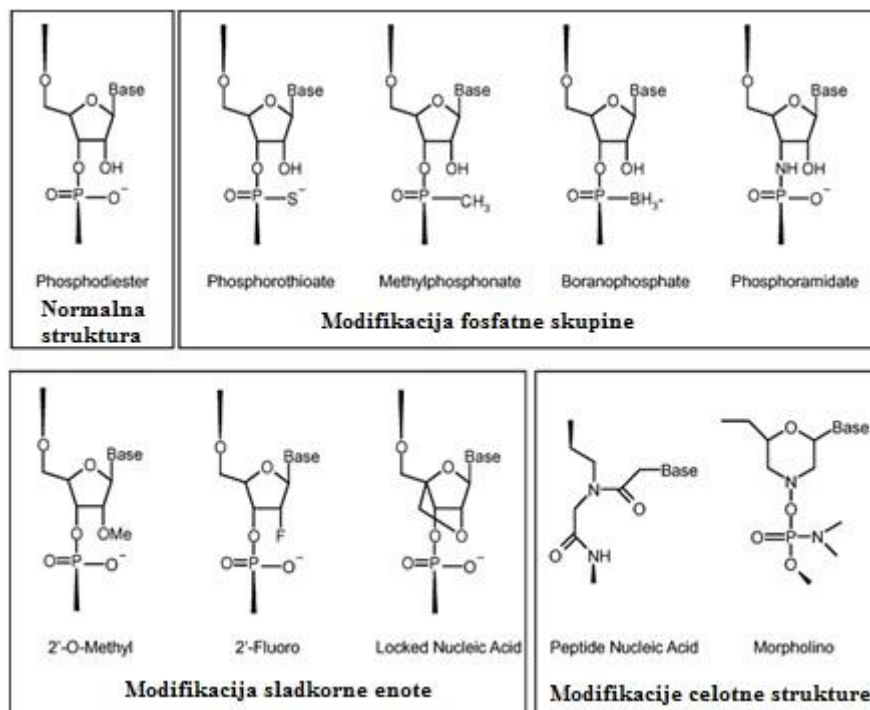 O
O Base
O OH
O=P–O⁻
Phosphodiester
Normalna
struktura
O
O Base
O OH
O=P–S⁻
Phosphorothioate
O
O Base
O OH
O=P–CH₃
Methylphosphonate
O
O Base
O OH
O=P–BH₃⁻
Boranophosphate
O
O Base
NH OH
O=P–O⁻
Phosphoramidate
Modifikacija fosfatne skupine
O
O Base
O OMe
O=P–O⁻
2'-O-Methyl
O
O Base
O F
O=P–O⁻
2'-Fluoro
O
O Base
O O
O=P–O⁻
Locked Nucleic Acid
Modifikacija sladkorne enote
Base
N
O
O NH
Peptide Nucleic Acid
O Base
N
O
O=P–N
O
Morpholino
Modifikacije celotne strukture